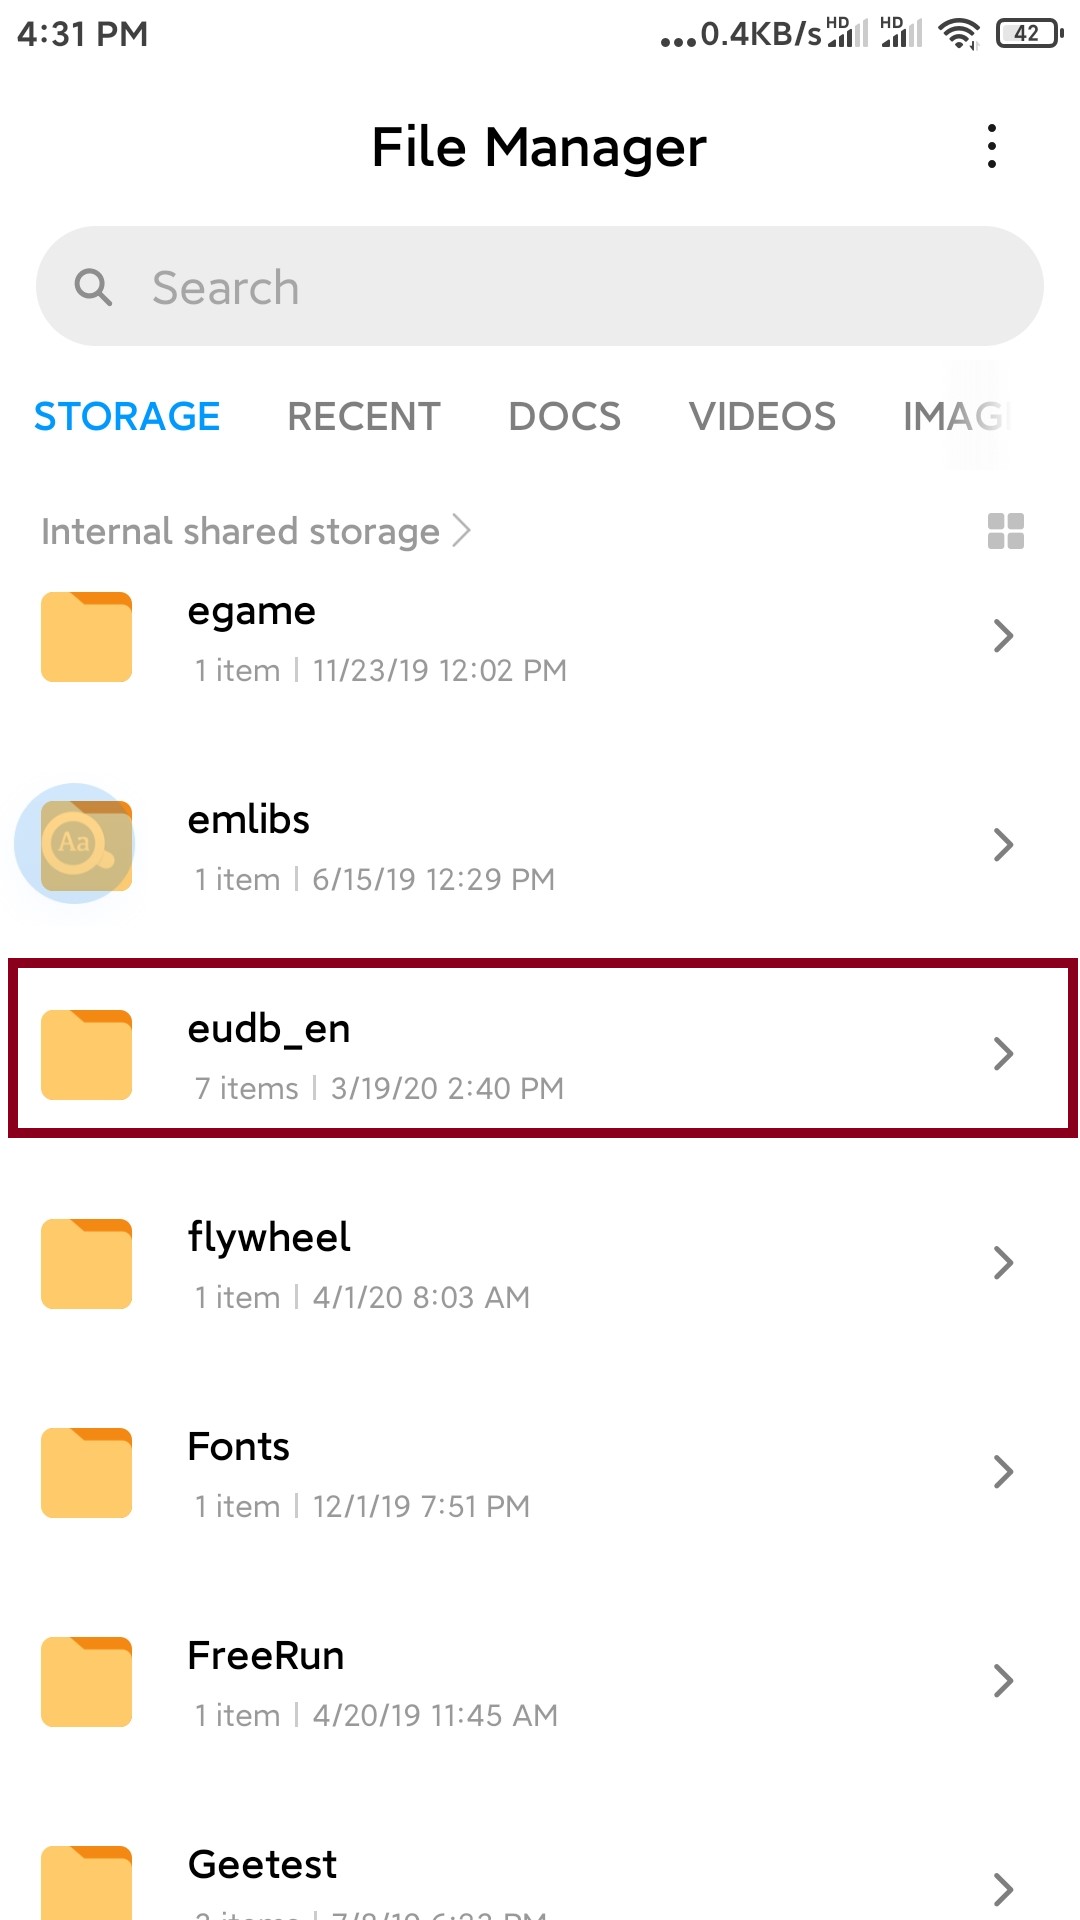 4:31 PM
...0.4KB/s HD HD 42
File Manager
Search
STORAGE RECENT DOCS VIDEOS IMAG
Internal shared storage
egame
1 item | 11/23/19 12:02 PM
Aa
emlibs
1 item | 6/15/19 12:29 PM
eudb_en
7 items | 3/19/20 2:40 PM
flywheel
1 item | 4/1/20 8:03 AM
Fonts
1 item | 12/1/19 7:51 PM
FreeRun
1 item | 4/20/19 11:45 AM
Geetest